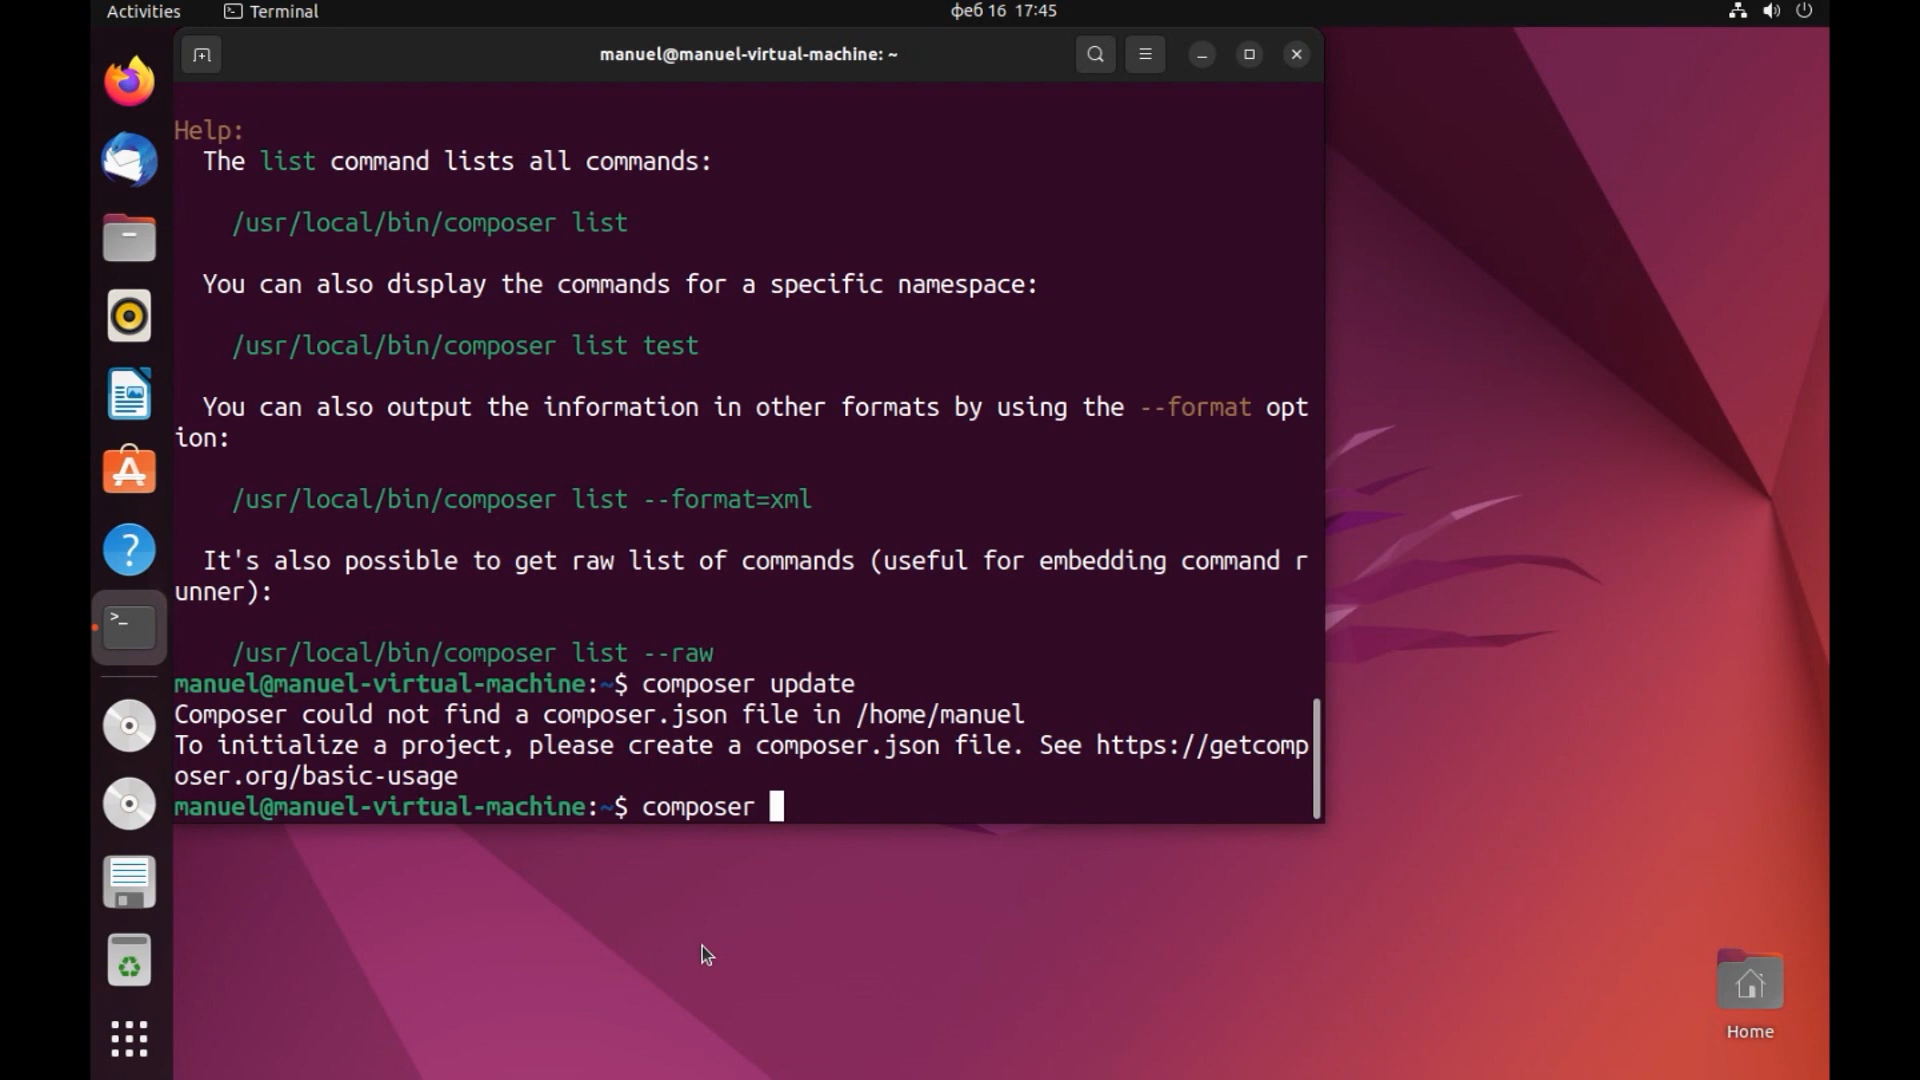 Activities
Terminal
феб 16 17:45
manuel@manuel-virtual-machine: ~
Help:
The list command lists all commands:
/usr/local/bin/composer list
You can also display the commands for a specific namespace:
/usr/local/bin/composer list test
You can also output the information in other formats by using the --format opt
ion:
/usr/local/bin/composer list --format=xml
It's also possible to get raw list of commands (useful for embedding command r
unner):
/usr/local/bin/composer list --raw
manuel@manuel-virtual-machine:~$ composer update
Composer could not find a composer.json file in /home/manuel
To initialize a project, please create a composer.json file. See https://getcomp
oser.org/basic-usage
manuel@manuel-virtual-machine:~$ composer
Home